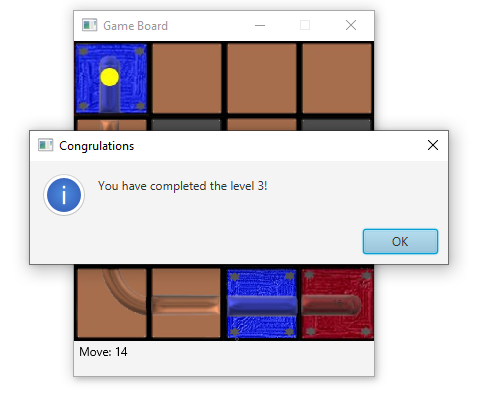 Game Board
Congrulations
You have completed the level 3!
OK
Move: 14